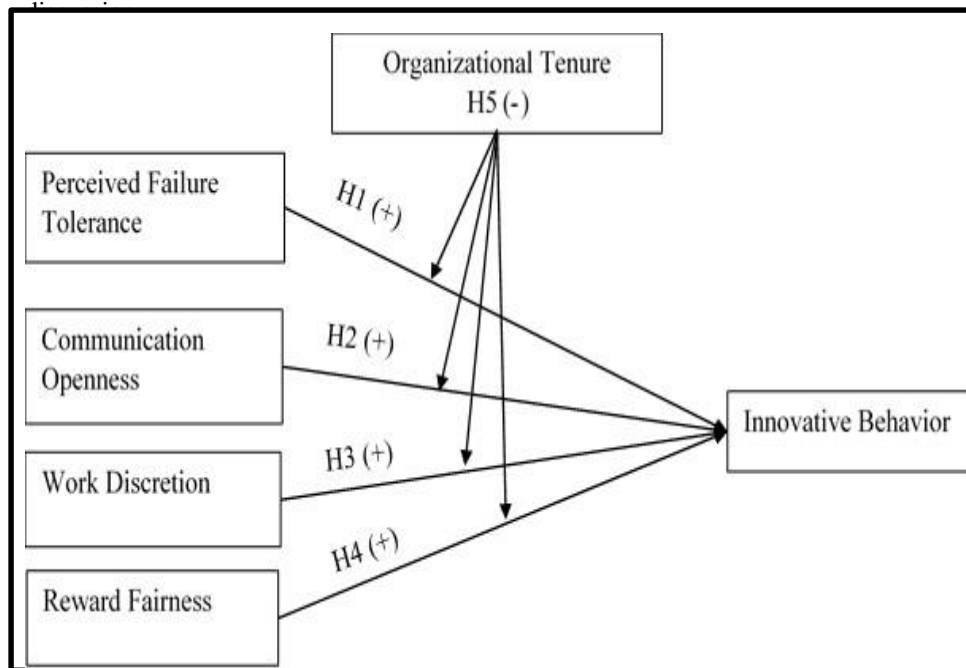 Organizational Tenure
H5 (-)
Perceived Failure
Tolerance
H1 (+)
Communication
Openness
H2 (+)
Innovative Behavior
Work Discretion
H3 (+)
H4 (+)
Reward Fairness